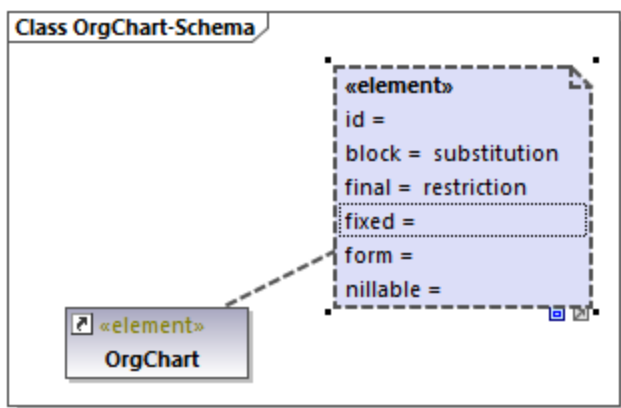 Class OrgChart-Schema
«element»
id =
block = substitution
final = restriction
fixed =
form =
nillable =
«element»
OrgChart